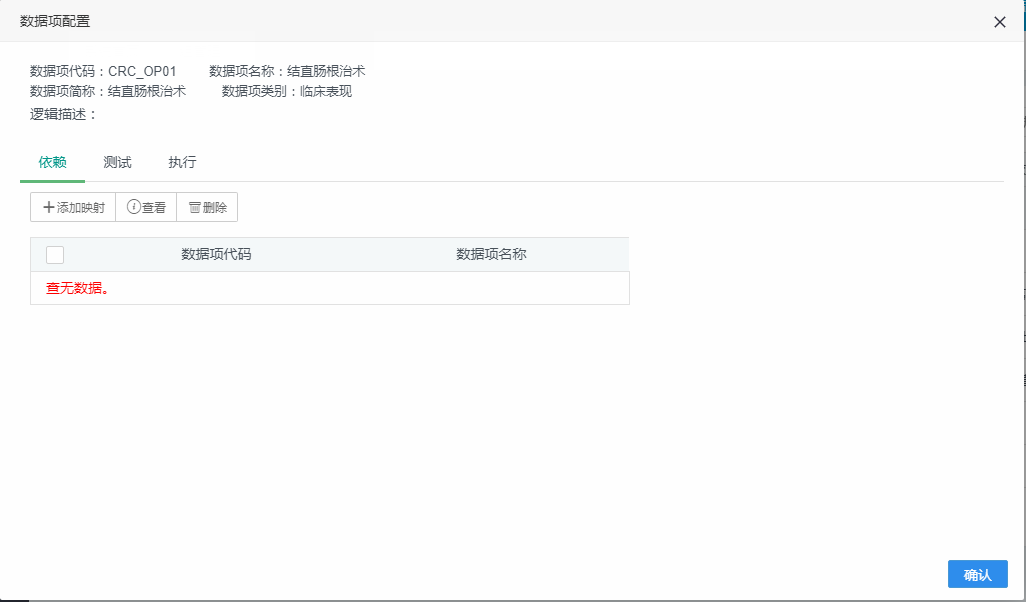 数据项配置
数据项代码：CRC_OP01 数据项名称：结直肠根治术
数据项简称：结直肠根治术 数据项类别：临床表现
逻辑描述：
依赖 测试 执行
添加映射 查看 删除
数据项代码 数据项名称
查无数据。
确认